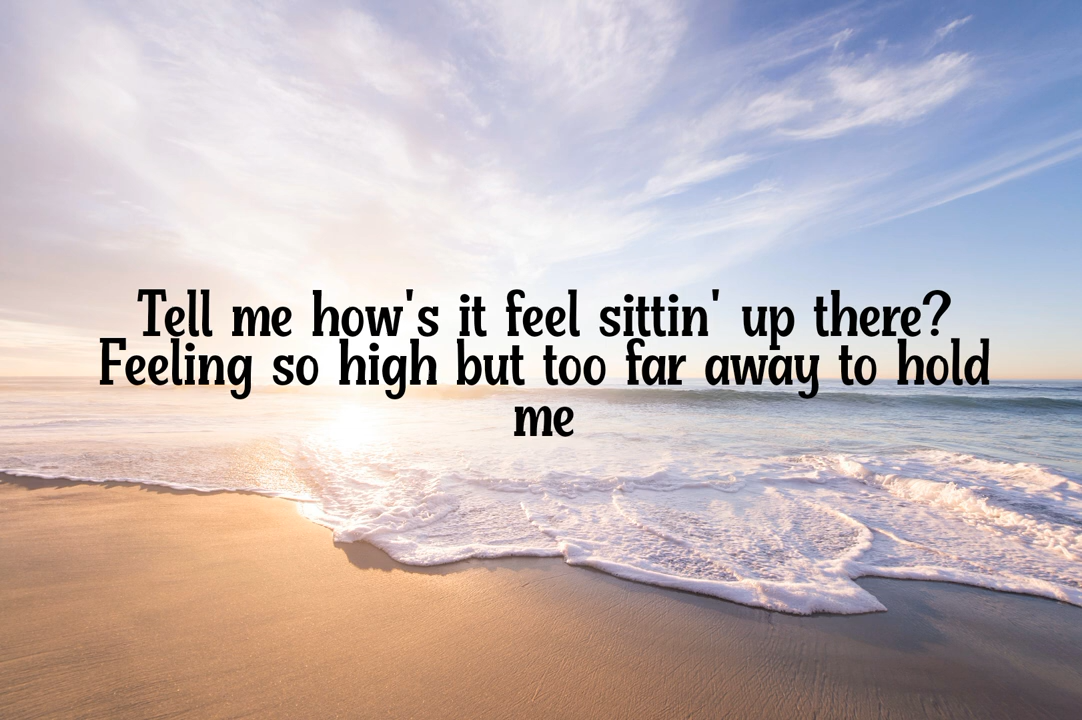 Tell me how's it feel sittin' up there?
Feeling so high but too far away to hold
me